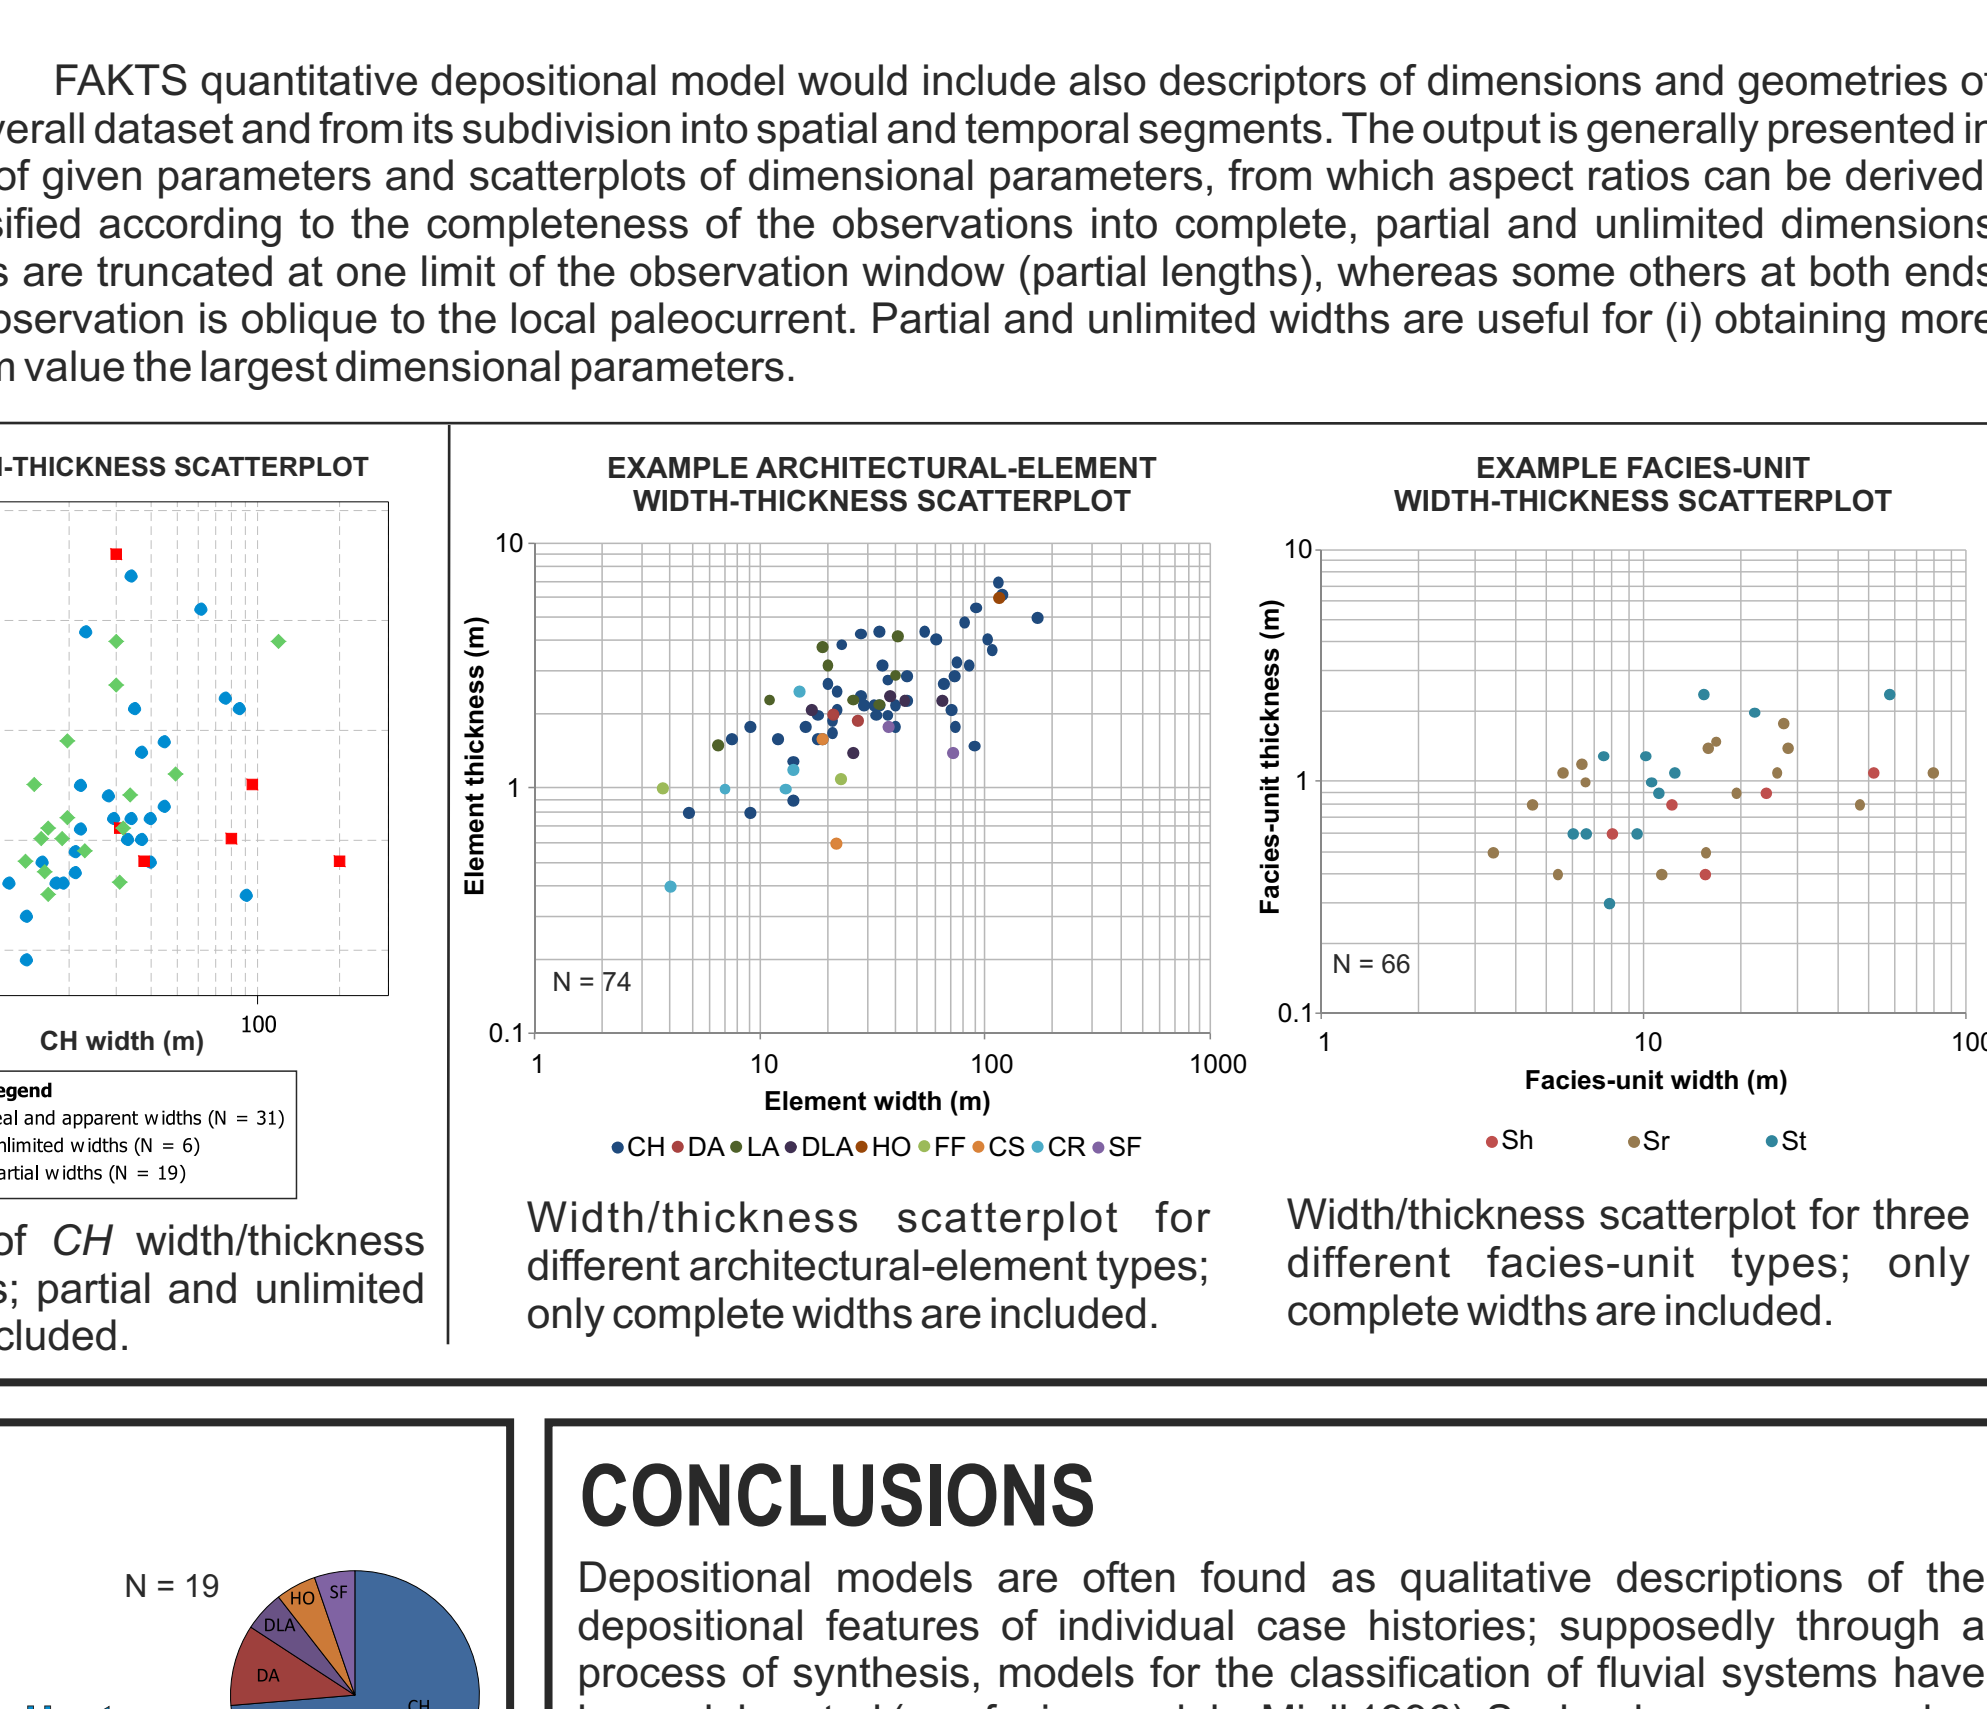 FAKTS quantitative depositional model would include also descriptors of dimensions and geometries of
verall dataset and from its subdivision into spatial and temporal segments. The output is generally presented in
of given parameters and scatterplots of dimensional parameters, from which aspect ratios can be derived
sified according to the completeness of the observations into complete, partial and unlimited dimensions
s are truncated at one limit of the observation window (partial lengths), whereas some others at both ends
bservation is oblique to the local paleocurrent. Partial and unlimited widths are useful for (i) obtaining more
m value the largest dimensional parameters.
H-THICKNESS SCATTERPLOT
100
CH width (m)
egend
eal and apparent widths (N = 31)
nlimited widths (N = 6)
artial widths (N = 19)
of CH width/thickness
s; partial and unlimited
cluded.
EXAMPLE ARCHITECTURAL-ELEMENT
WIDTH-THICKNESS SCATTERPLOT
Element thickness (m)
10
1
0.1
N = 74
1 10 100 1000
Element width (m)
CH DA LA DLA HO FF CS CR SF
Width/thickness scatterplot for
different architectural-element types;
only complete widths are included.
EXAMPLE FACIES-UNIT
WIDTH-THICKNESS SCATTERPLOT
Facies-unit thickness (m)
10
1
0.1
N = 66
1 10 100
Facies-unit width (m)
Sh Sr St
Width/thickness scatterplot for three
different facies-unit types; only
complete widths are included.
N = 19
SF
HO
DLA
DA
CH
CONCLUSIONS
Depositional models are often found as qualitative descriptions of the
depositional features of individual case histories; supposedly through a
process of synthesis, models for the classification of fluvial systems have